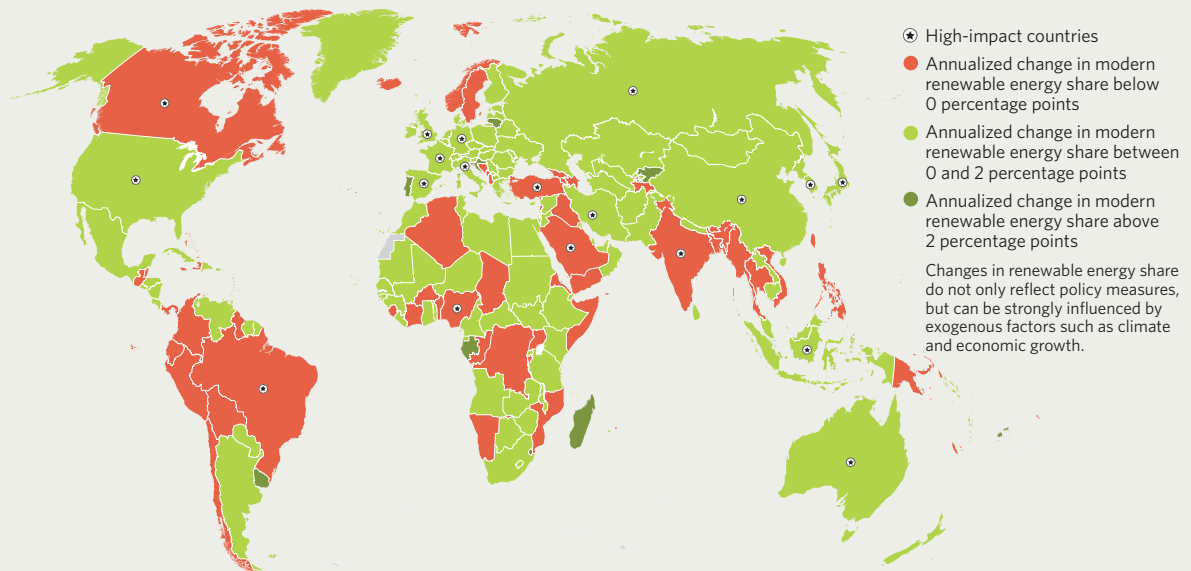 High-impact countries
Annualized change in modern
renewable energy share below
0 percentage points
Annualized change in modern
renewable energy share between
0 and 2 percentage points
Annualized change in modern
renewable energy share above
2 percentage points
Changes in renewable energy share
do not only reflect policy measures,
but can be strongly influenced by
exogenous factors such as climate
and economic growth.